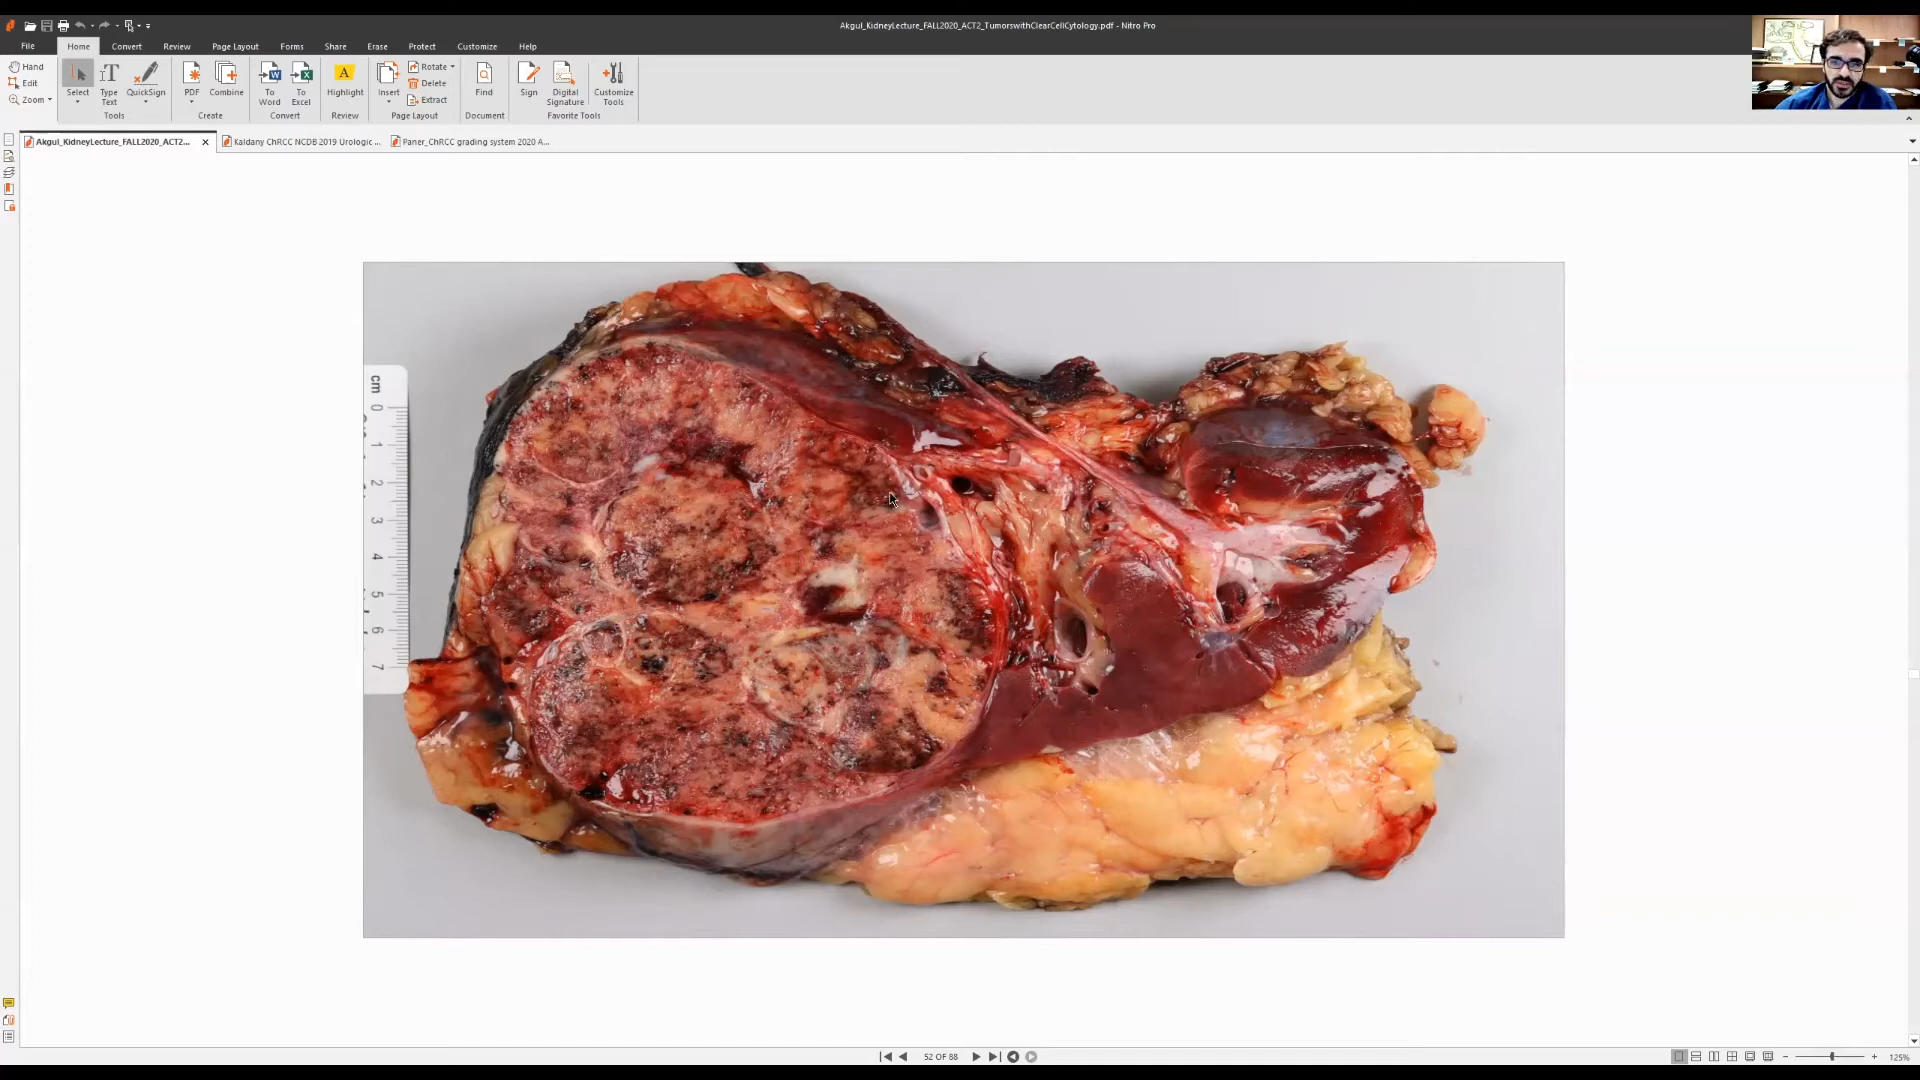 Akgul_KidneyLecture_FALL2020_ACT2_TumorswithClearCellCytology.pdf - Nitro Pro
File Home Convert Review Page Layout Forms Share Erase Protect Customize Help
Hand
Edit
Zoom
Select
Type Text
QuickSign
Tools
PDF
Combine
Create
To Word
To Excel
Convert
Highlight
Review
Insert
Rotate
Delete
Extract
Page Layout
Find
Document
Sign
Digital Signature
Customize Tools
Favorite Tools
Akgul_KidneyLecture_FALL2020_ACT2...
Kaldany ChRCC NCDB 2019 Urologic ...
Paner_ChRCC grading system 2020 A...
cm
0
1
2
3
4
5
6
7
52 OF 88
125%